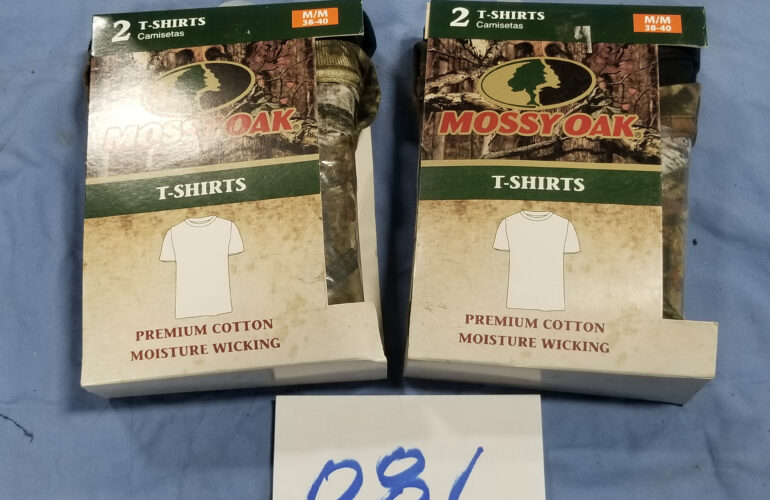 2 T-SHIRTS
Camisetas
M/M
38-40
MOSSY OAK
T-SHIRTS
PREMIUM COTTON
MOISTURE WICKING
2 T-SHIRTS
Camisetas
M/M
38-40
MOSSY OAK
T-SHIRTS
PREMIUM COTTON
MOISTURE WICKING